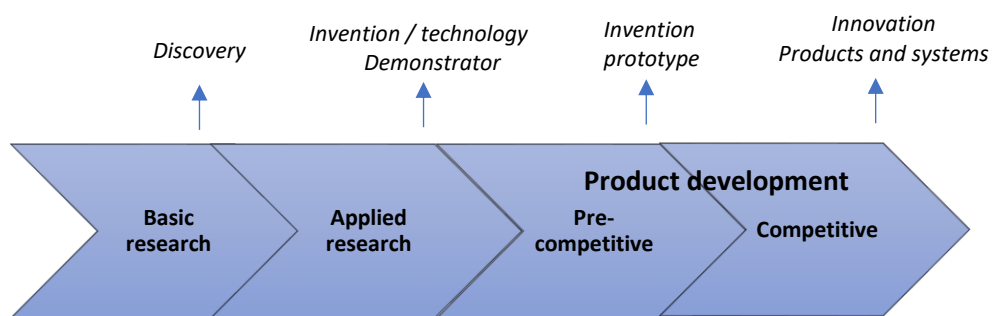 Discovery
Invention / technology
Demonstrator
Invention
prototype
Innovation
Products and systems
Product development
Basic
research
Applied
research
Pre-
competitive
Competitive